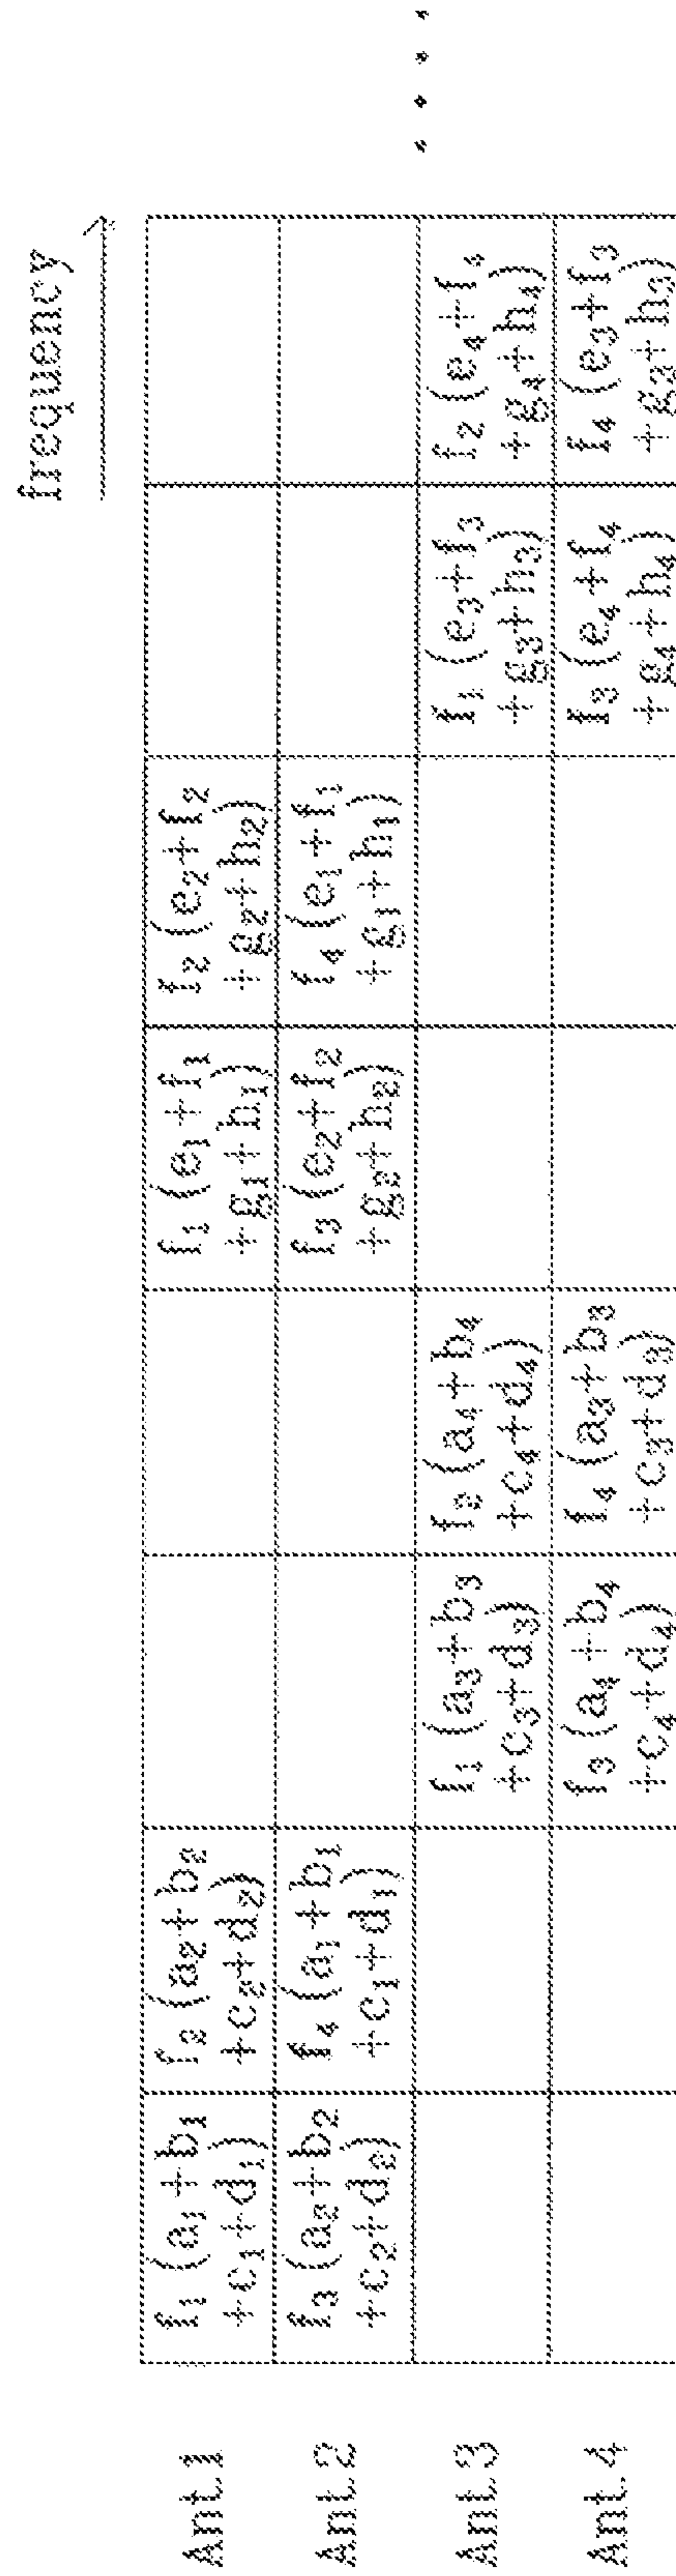 frequency
Ant.1
f₁(a₁+b₁
+c₁+d₁)
f₂(a₂+b₂
+c₂+d₂)
f₁(e₁+f₁
+g₁+h₁)
f₂(e₂+f₂
+g₂+h₂)
Ant.2
f₃(a₂+b₂
+c₂+d₂)
f₄(a₁+b₁
+c₁+d₁)
f₃(e₂+f₂
+g₂+h₂)
f₄(e₁+f₁
+g₁+h₁)
Ant.3
f₁(a₃+b₃
+c₃+d₃)
f₂(a₄+b₄
+c₄+d₄)
f₁(e₃+f₃
+g₃+h₃)
f₂(e₄+f₄
+g₄+h₄)
Ant.4
f₃(a₄+b₄
+c₄+d₄)
f₄(a₃+b₃
+c₃+d₃)
f₃(e₄+f₄
+g₄+h₄)
f₄(e₃+f₃
+g₃+h₃)